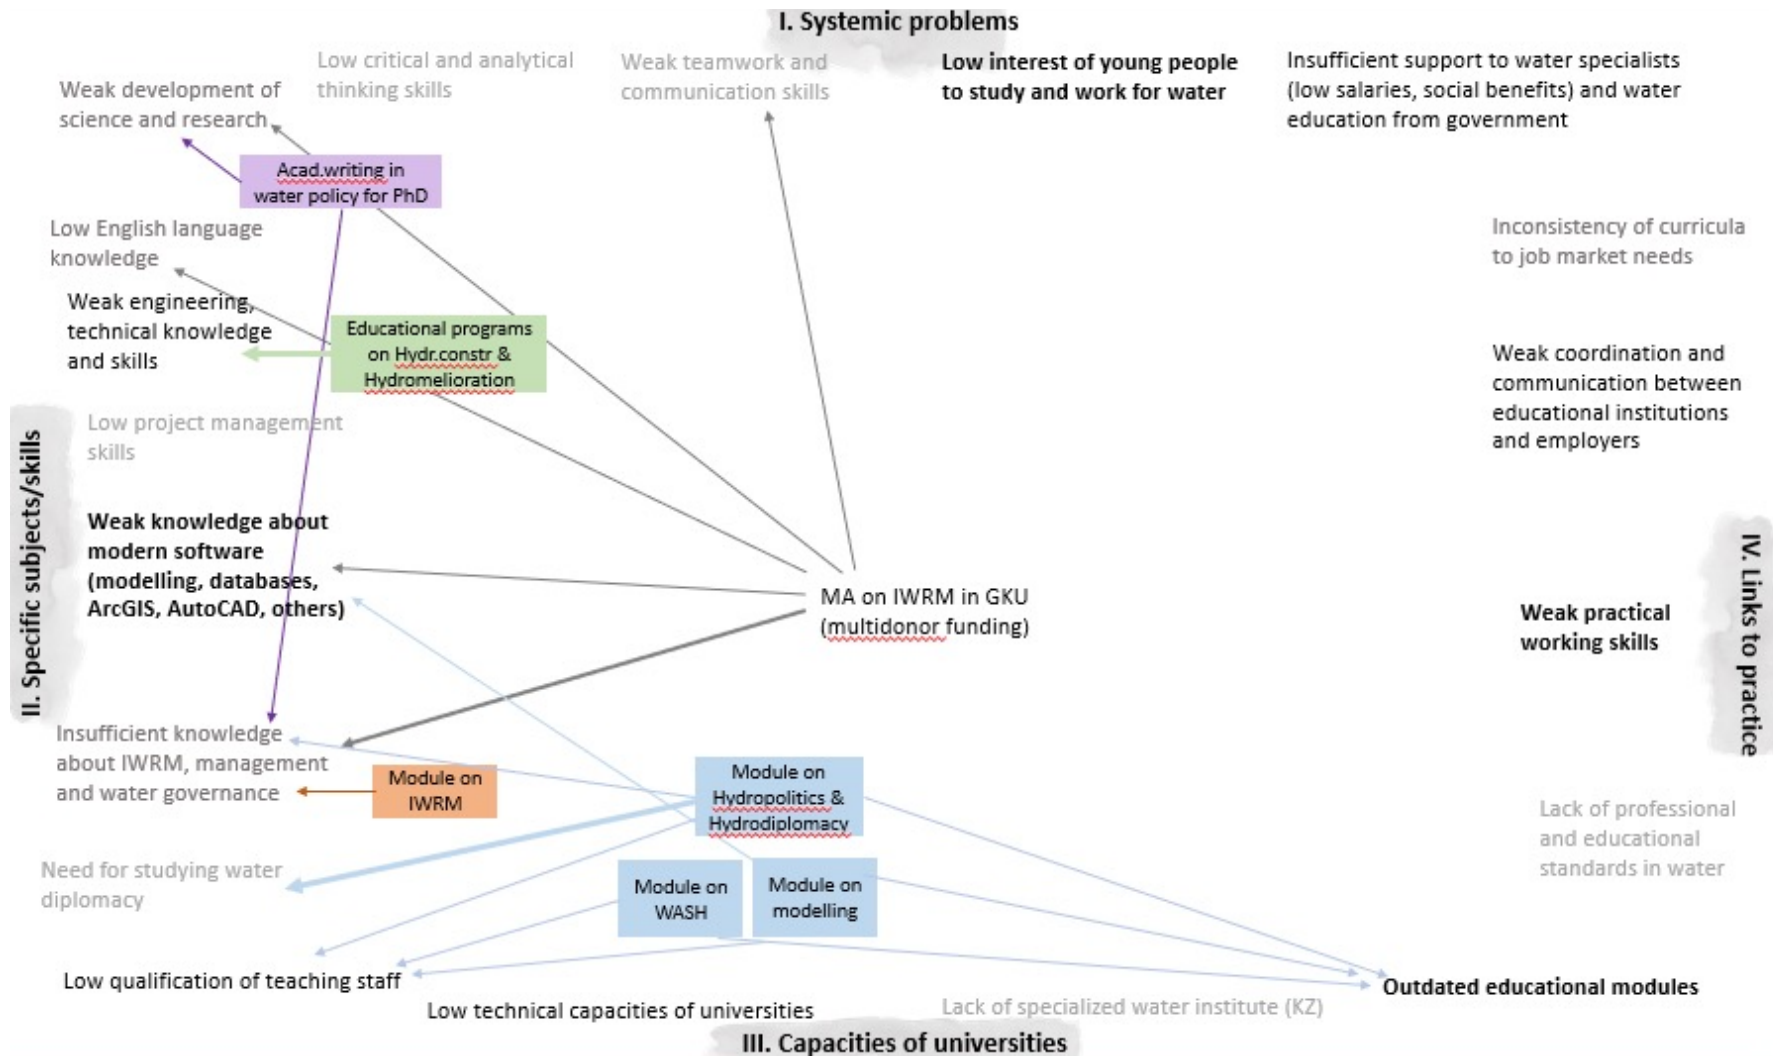 I. Systemic problems
Low critical and analytical
thinking skills
Weak teamwork and
communication skills
Low interest of young people
to study and work for water
Insufficient support to water specialists
(low salaries, social benefits) and water
education from government
Weak development of
science and research
Acad.writing in
water policy for PhD
Low English language
knowledge
Inconsistency of curricula
to job market needs
Weak engineering,
technical knowledge
and skills
Educational programs
on Hydr.constr &
Hydromelioration
Weak coordination and
communication between
educational institutions
and employers
Low project management
skills
II. Specific subjects/skills
Weak knowledge about
modern software
(modelling, databases,
ArcGIS, AutoCAD, others)
MA on IWRM in GKU
(multidonor funding)
Weak practical
working skills
IV. Links to practice
Insufficient knowledge
about IWRM, management
and water governance
Module on
IWRM
Module on
Hydropolitics &
Hydrodiplomacy
Lack of professional
and educational
standards in water
Need for studying water
diplomacy
Module on
WASH
Module on
modelling
Low qualification of teaching staff
Outdated educational modules
Low technical capacities of universities
Lack of specialized water institute (KZ)
III. Capacities of universities